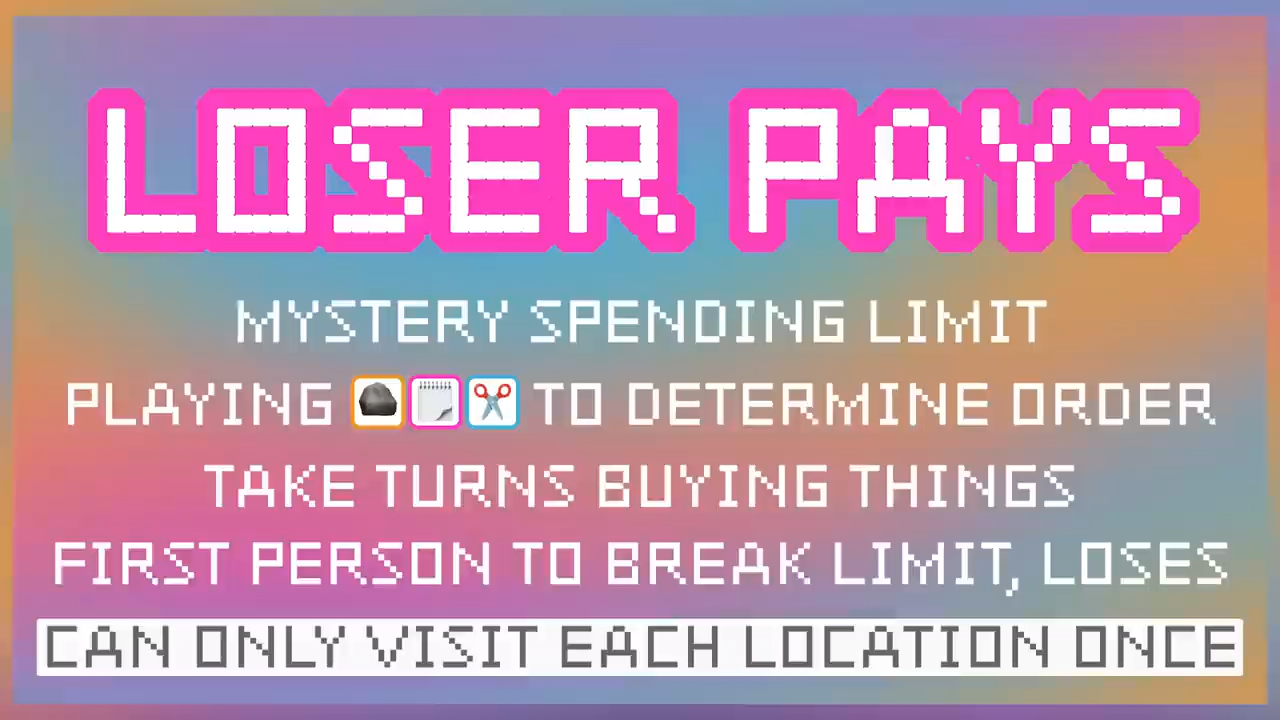 LOSER PAYS
MYSTERY SPENDING LIMIT
PLAYING 🪨🗒️✂️ TO DETERMINE ORDER
TAKE TURNS BUYING THINGS
FIRST PERSON TO BREAK LIMIT, LOSES
CAN ONLY VISIT EACH LOCATION ONCE